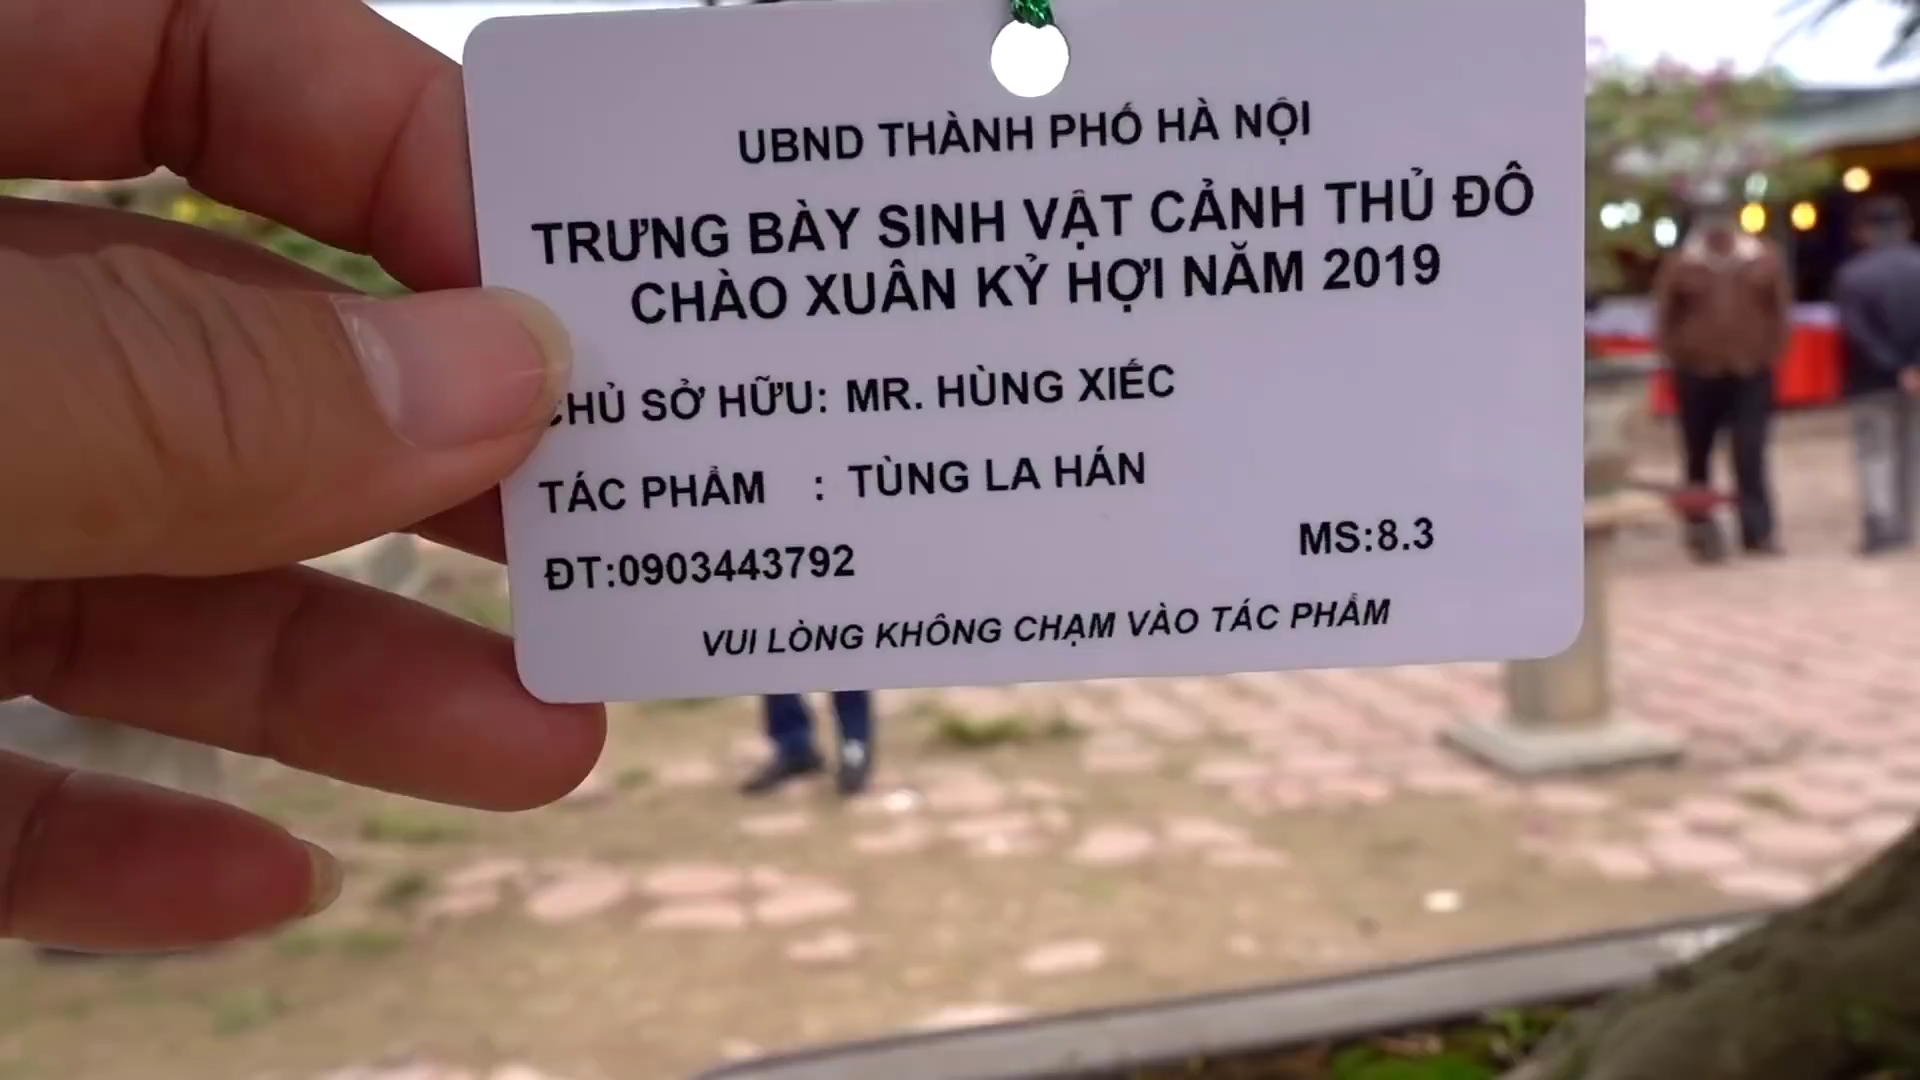 UBND THÀNH PHỐ HÀ NỘI
TRƯNG BÀY SINH VẬT CẢNH THỦ ĐÔ
CHÀO XUÂN KỶ HỢI NĂM 2019
CHỦ SỞ HỮU: MR. HÙNG XIẾC
TÁC PHẨM : TÙNG LA HÁN
ĐT:0903443792 MS:8.3
VUI LÒNG KHÔNG CHẠM VÀO TÁC PHẨM